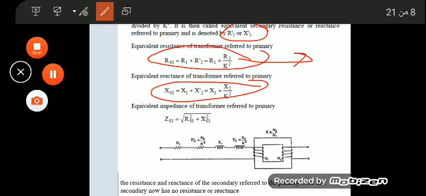 8 من 21
divided by K². It is then called equivalent secondary resistance or reactance
referred to primary and is denoted by R'₂ or X'₂.
Equivalent resistance of transformer referred to primary
R₀₁ = R₁ + R'₂ = R₁ + R₂/K²
Equivalent reactance of transformer referred to primary
X₀₁ = X₁ + X'₂ = X₁ + X₂/K²
Equivalent impedance of transformer referred to primary
Z₀₁ = √(R₀₁² + X₀₁²)
the resistance and reactance of the secondary referred to
secondary now has no resistance or reactance
Recorded by
mobizen